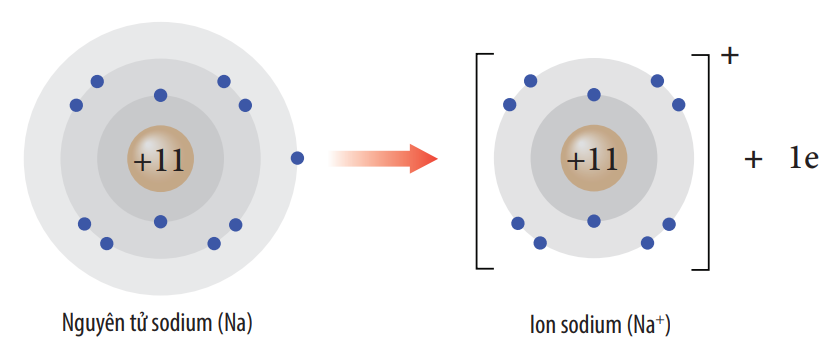 +11
+11
+
+ 1e
Nguyên tử sodium (Na)
Ion sodium (Na⁺)